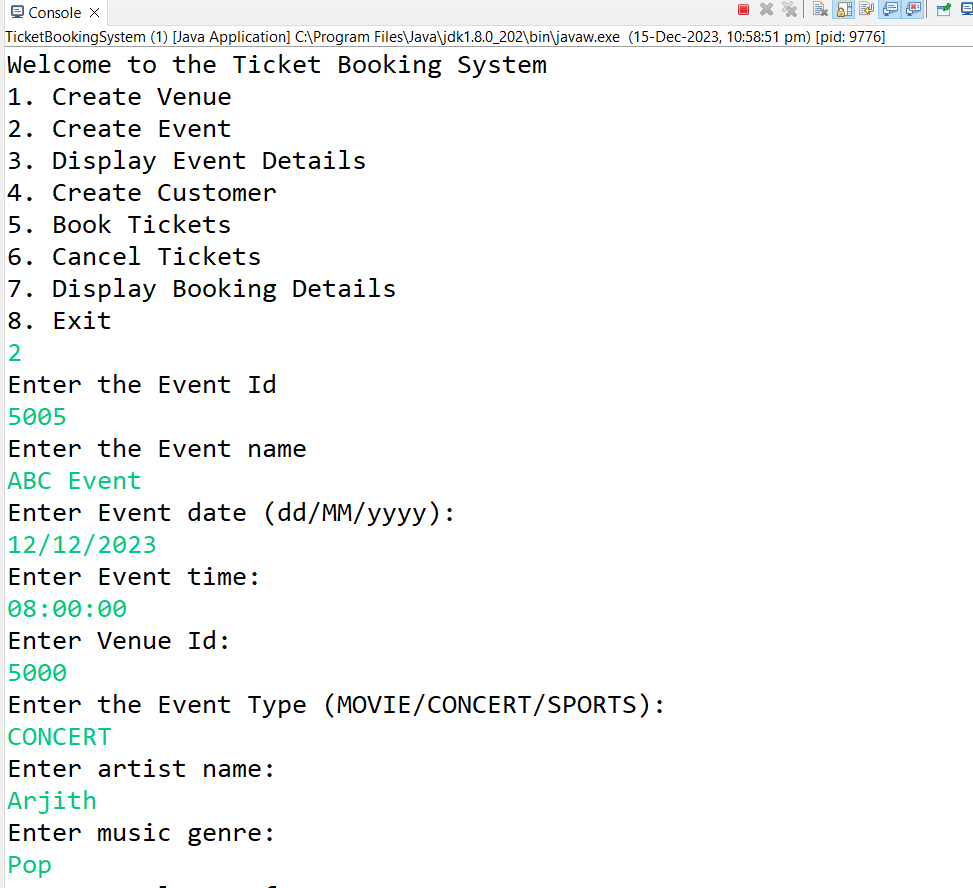 Console
TicketBookingSystem (1) [Java Application] C:\Program Files\Java\jdk1.8.0_202\bin\javaw.exe (15-Dec-2023, 10:58:51 pm) [pid: 9776]
Welcome to the Ticket Booking System
1. Create Venue
2. Create Event
3. Display Event Details
4. Create Customer
5. Book Tickets
6. Cancel Tickets
7. Display Booking Details
8. Exit
2
Enter the Event Id
5005
Enter the Event name
ABC Event
Enter Event date (dd/MM/yyyy):
12/12/2023
Enter Event time:
08:00:00
Enter Venue Id:
5000
Enter the Event Type (MOVIE/CONCERT/SPORTS):
CONCERT
Enter artist name:
Arjith
Enter music genre:
Pop